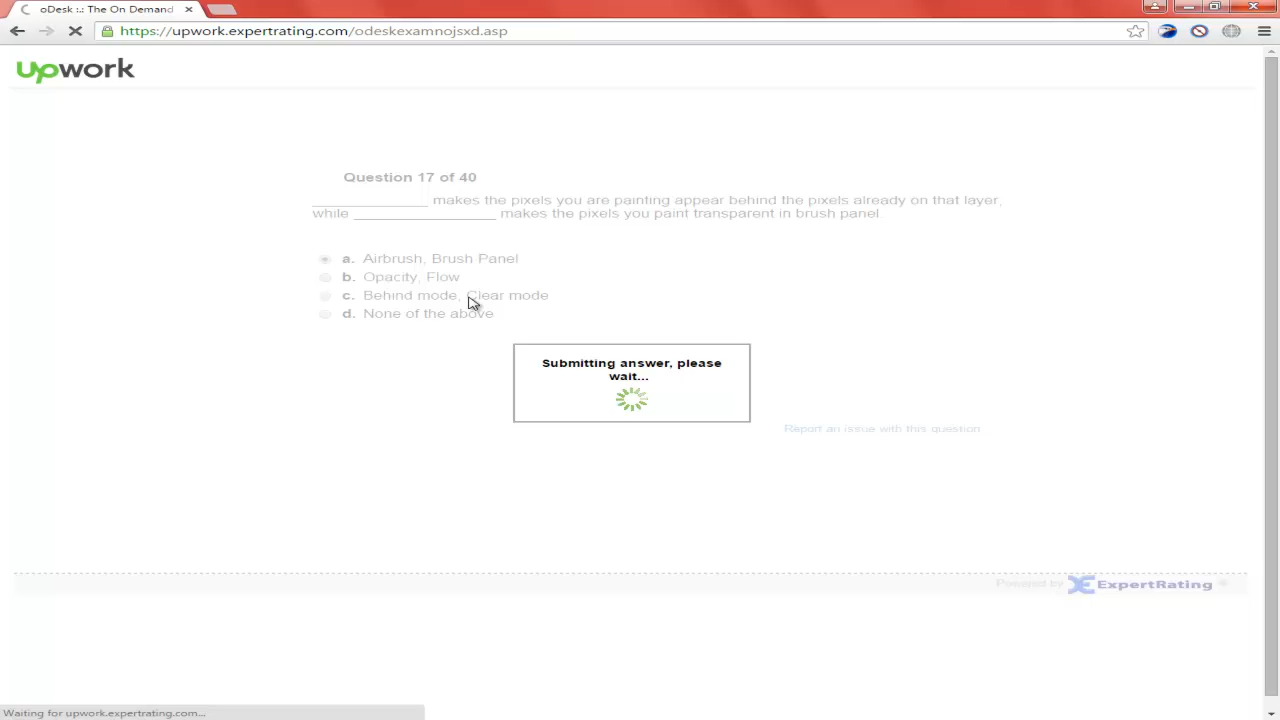 oDesk :.: The On Demand
https://upwork.expertrating.com/odeskexamnojsxd.asp
upwork
Question 17 of 40
______________ makes the pixels you are painting appear behind the pixels already on that layer,
while _________________ makes the pixels you paint transparent in brush panel.
a. Airbrush, Brush Panel
b. Opacity, Flow
c. Behind mode, Clear mode
d. None of the above
Submitting answer, please
wait...
Report an issue with this question
Powered by ExpertRating
Waiting for upwork.expertrating.com...